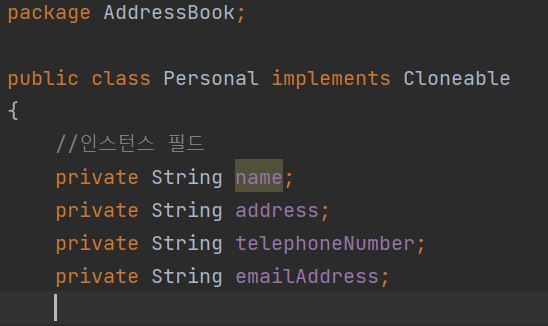 package AddressBook;
public class Personal implements Cloneable
{
//인스턴스 필드
private String name;
private String address;
private String telephoneNumber;
private String emailAddress;